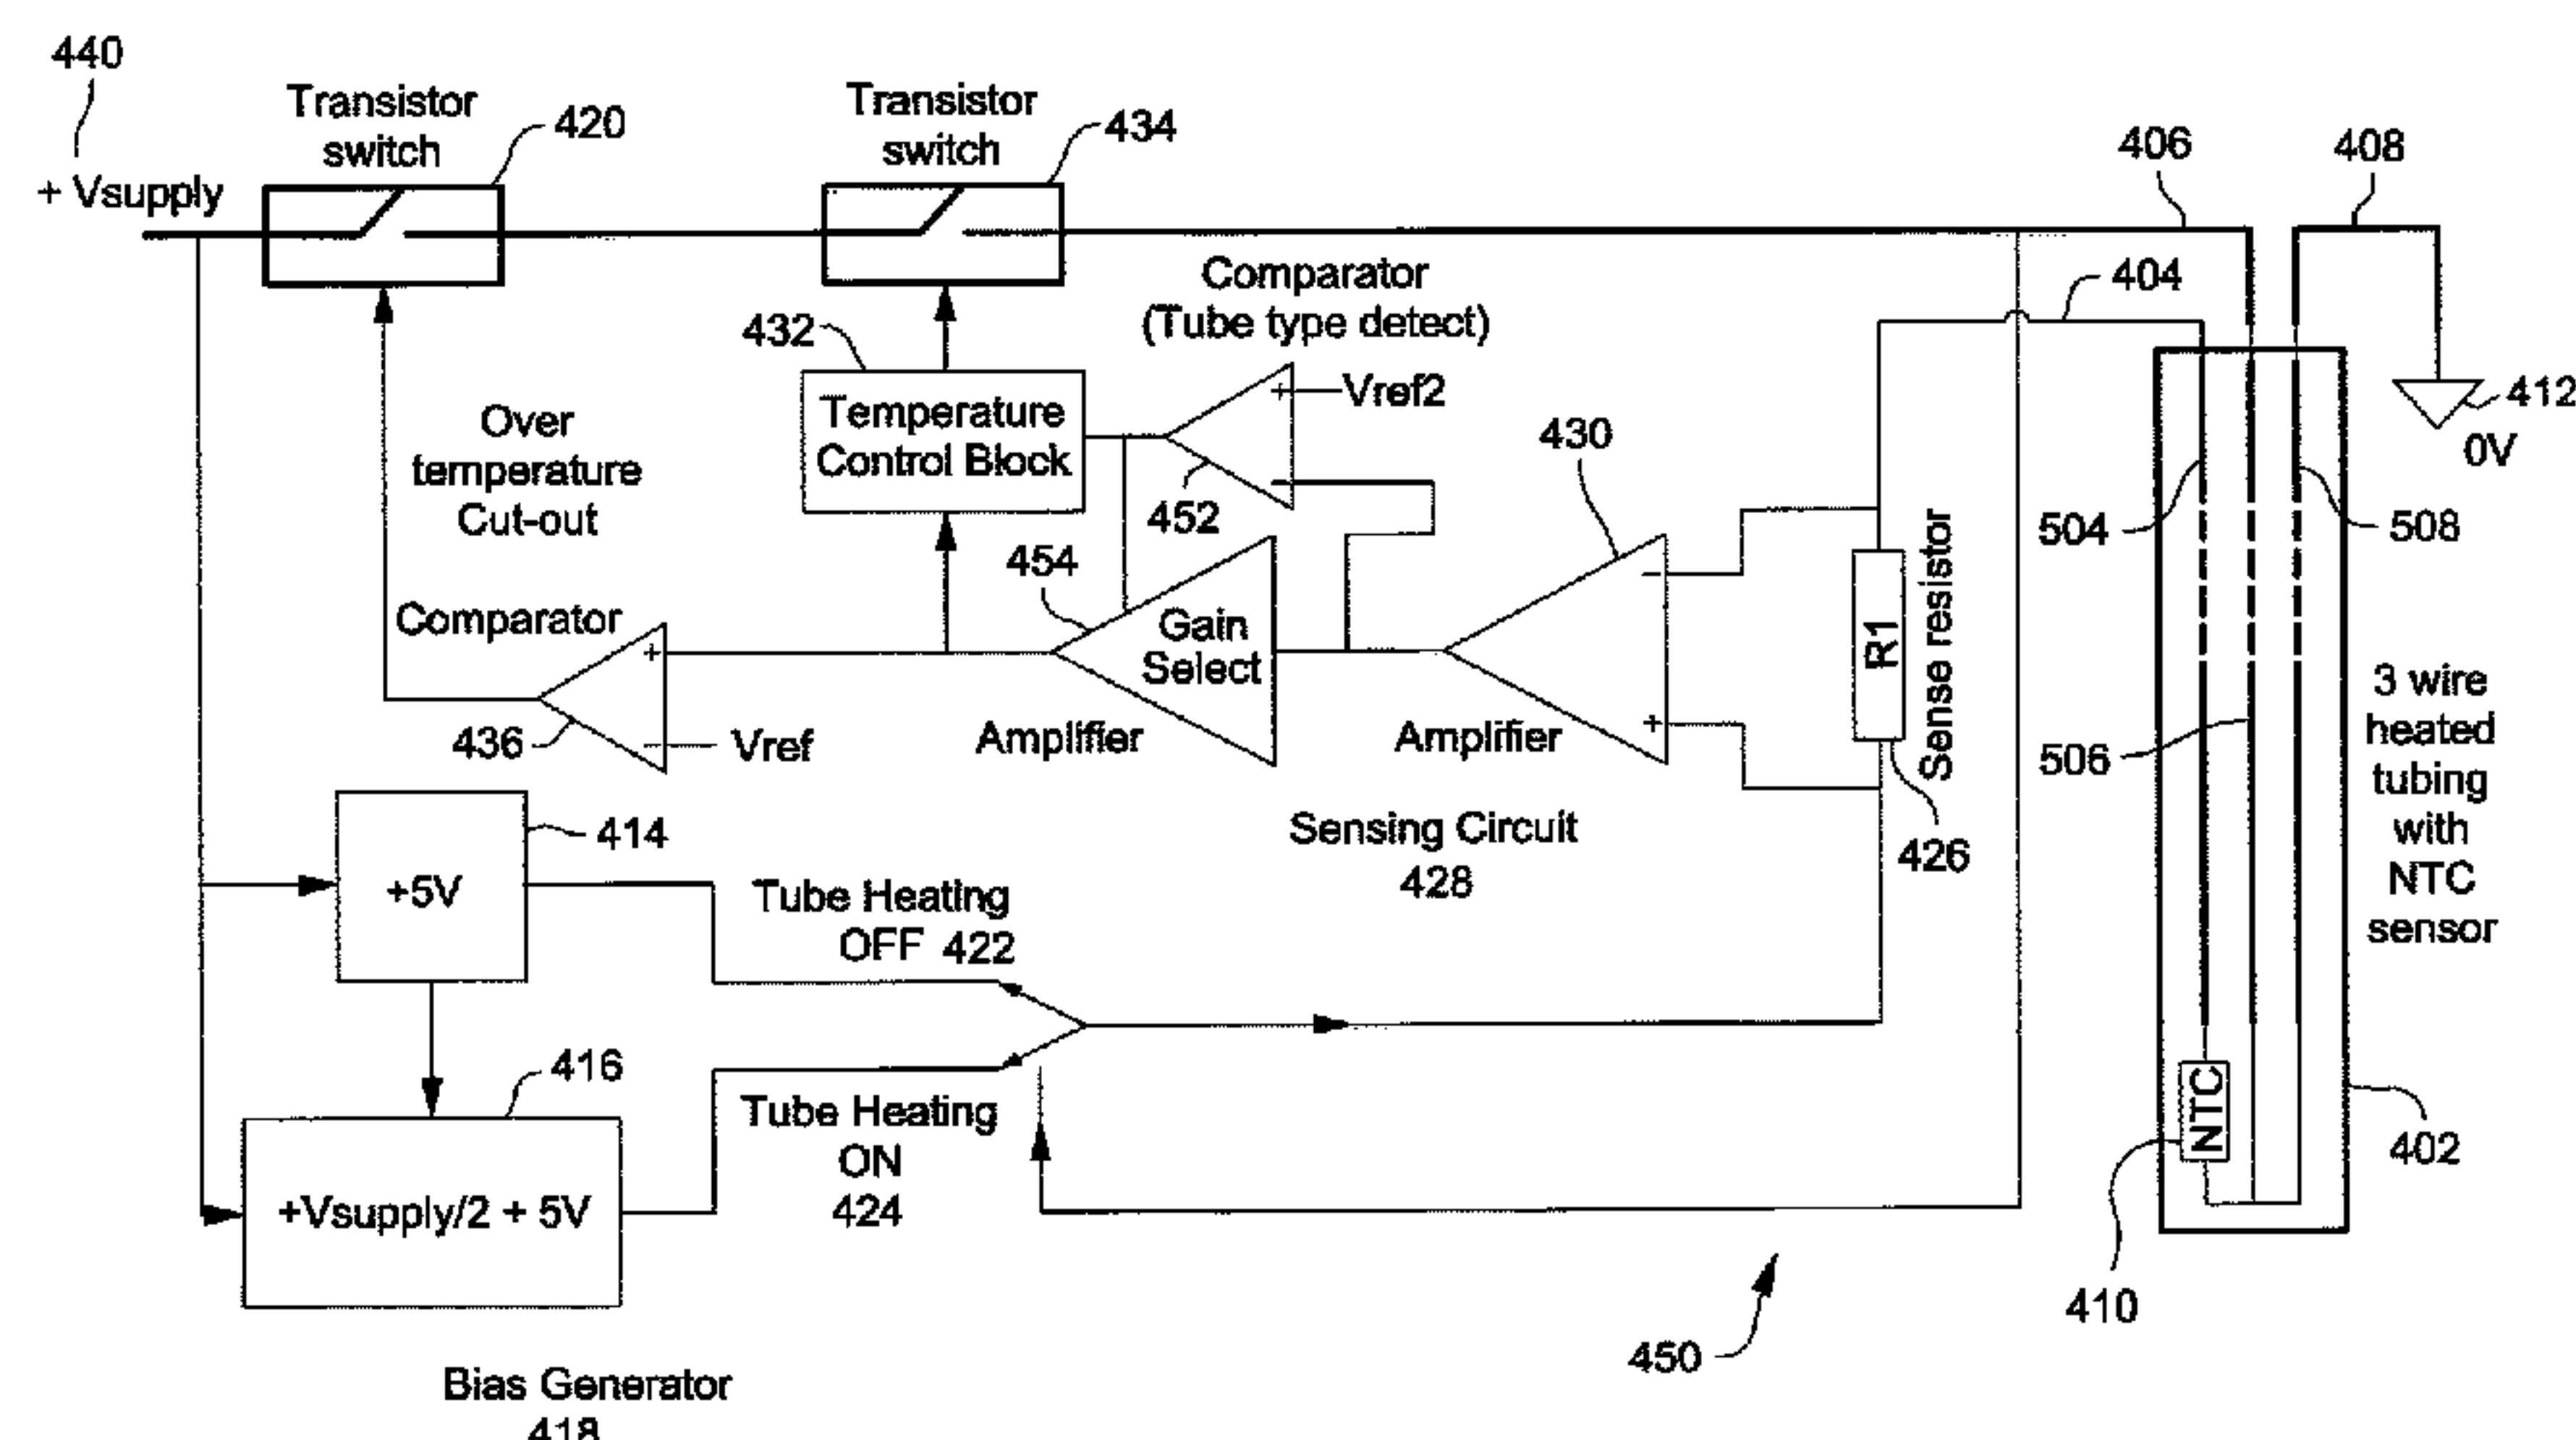 440
+ Vsupply
Transistor
switch
420
Transistor
switch
434
406
408
404
412
0V
Comparator
(Tube type detect)
432
Temperature
Control Block
+
Vref2
452
430
Over
temperature
Cut-out
454
Gain
Select
Amplifier
Comparator
+
436
Vref
Amplifier
+
R1
Sense resistor
426
Sensing Circuit
428
504
508
506
3 wire
heated
tubing
with
NTC
sensor
+5V
414
Tube Heating
OFF 422
416
+Vsupply/2 + 5V
Tube Heating
ON
424
NTC
402
410
450
Bias Generator
418